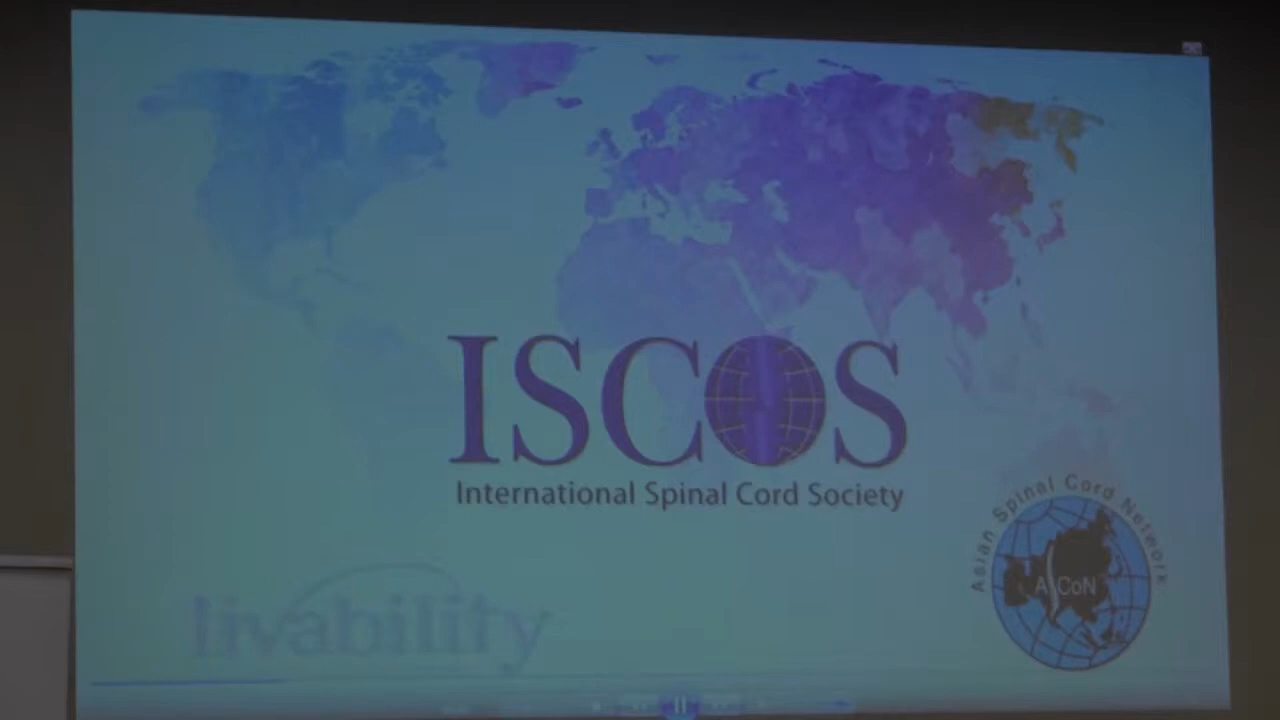 ISCOS
International Spinal Cord Society
Asian Spinal Cord Network
ASCoN
livability